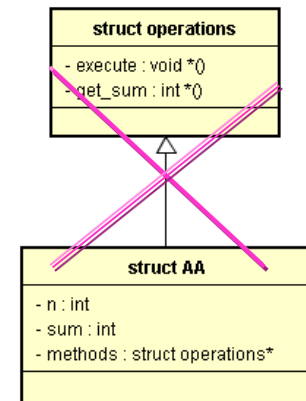 struct operations
- execute : void *()
- get_sum : int *()
struct AA
- n : int
- sum : int
- methods : struct operations*